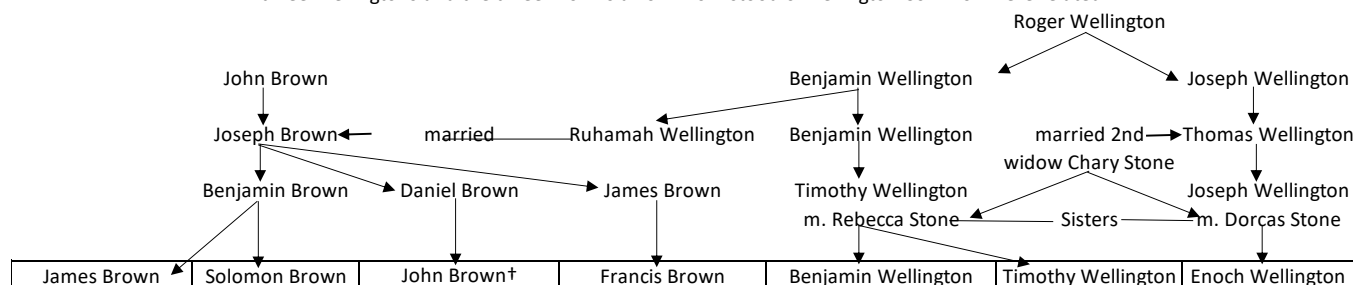 Roger Wellington
John Brown Benjamin Wellington Joseph Wellington
Joseph Brown married Ruhamah Wellington Benjamin Wellington married 2nd Thomas Wellington
widow Chary Stone
Benjamin Brown Daniel Brown James Brown Timothy Wellington Joseph Wellington
m. Rebecca Stone Sisters m. Dorcas Stone
James Brown Solomon Brown John Brown† Francis Brown Benjamin Wellington Timothy Wellington Enoch Wellington